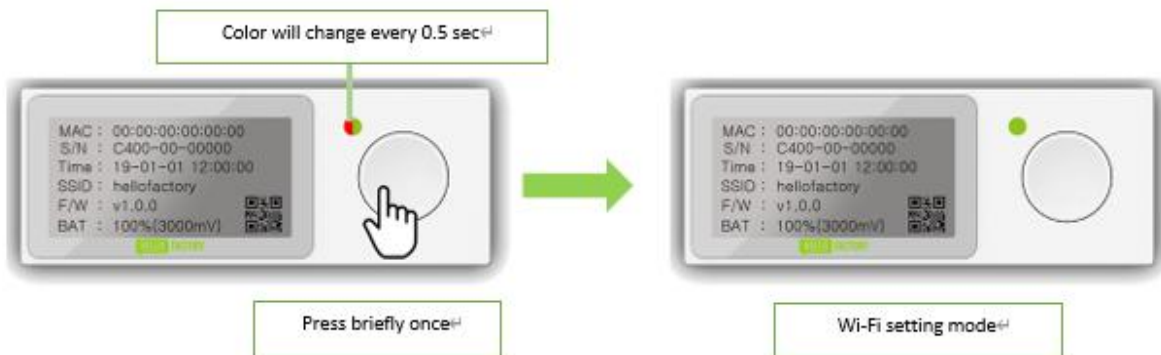 Color will change every 0.5 sec↵
MAC : 00:00:00:00:00:00
S/N : C400-00-00000
Time : 19-01-01 12:00:00
SSID : hellofactory
F/W : v1.0.0
BAT : 100%(3000mV)
FACTORY
Press briefly once↵
MAC : 00:00:00:00:00:00
S/N : C400-00-00000
Time : 19-01-01 12:00:00
SSID : hellofactory
F/W : v1.0.0
BAT : 100%(3000mV)
FACTORY
Wi-Fi setting mode↵